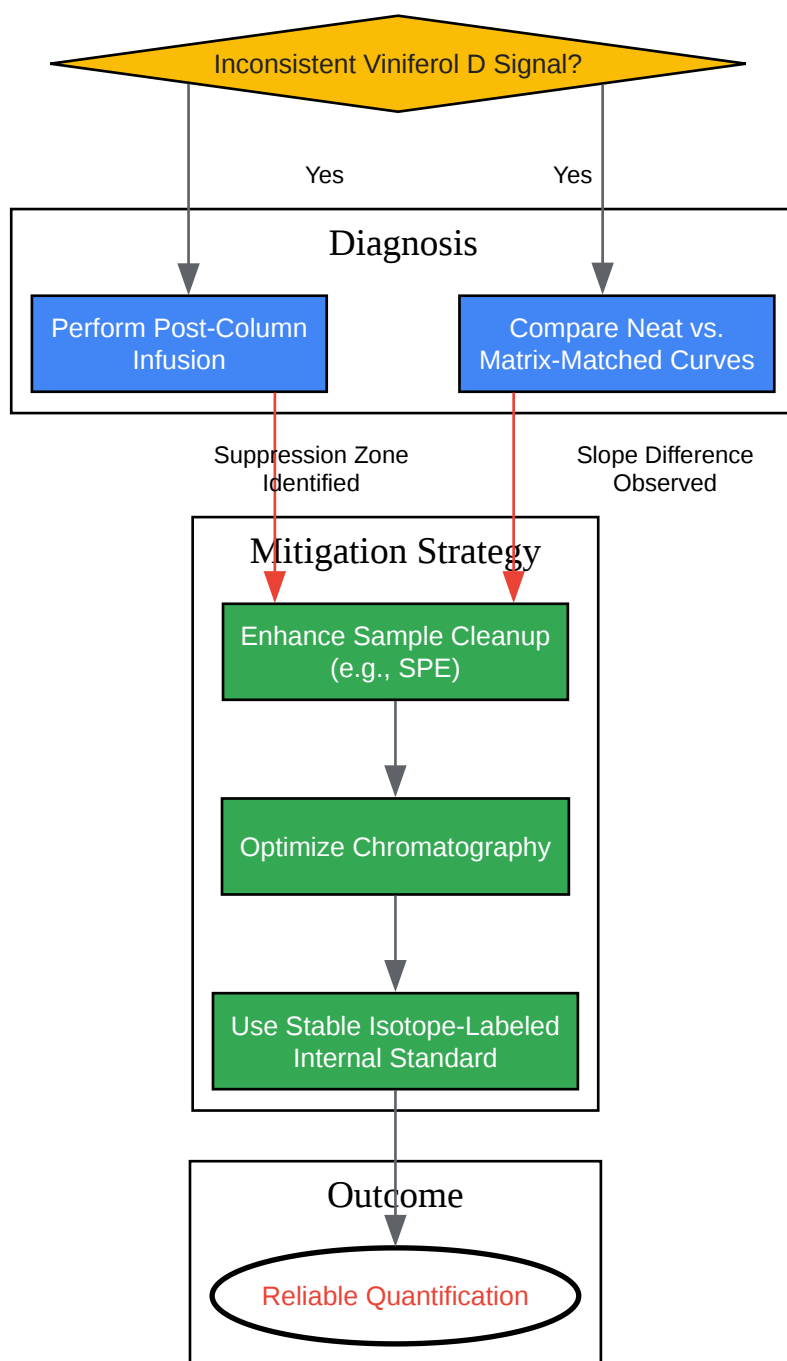 Inconsistent Viniferol D Signal?
Yes
Yes
Diagnosis
Perform Post-Column
Infusion
Compare Neat vs.
Matrix-Matched Curves
Suppression Zone
Identified
Slope Difference
Observed
Mitigation Strategy
Enhance Sample Cleanup
(e.g., SPE)
Optimize Chromatography
Use Stable Isotope-Labeled
Internal Standard
Outcome
Reliable Quantification